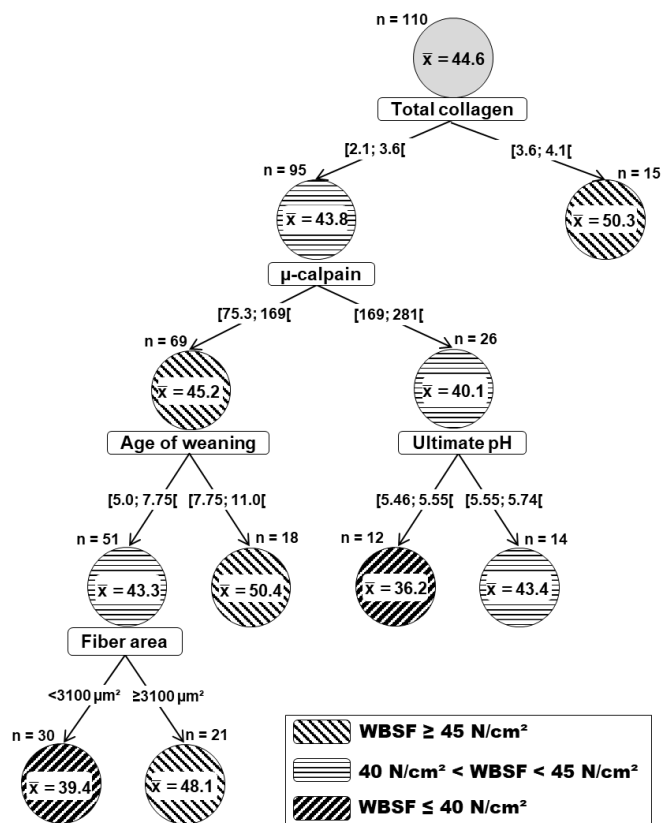 n = 110
x̅ = 44.6
Total collagen
[2.1; 3.6[
[3.6; 4.1[
n = 95
n = 15
x̅ = 43.8
x̅ = 50.3
µ-calpain
[75.3; 169[
[169; 281[
n = 69
n = 26
x̅ = 45.2
x̅ = 40.1
Age of weaning
Ultimate pH
[5.0; 7.75[
[7.75; 11.0[
[5.46; 5.55[
[5.55; 5.74[
n = 51
n = 18
n = 12
n = 14
x̅ = 43.3
x̅ = 50.4
x̅ = 36.2
x̅ = 43.4
Fiber area
<3100 µm²
≥3100 µm²
n = 30
n = 21
x̅ = 39.4
x̅ = 48.1
WBSF ≥ 45 N/cm²
40 N/cm² < WBSF < 45 N/cm²
WBSF ≤ 40 N/cm²